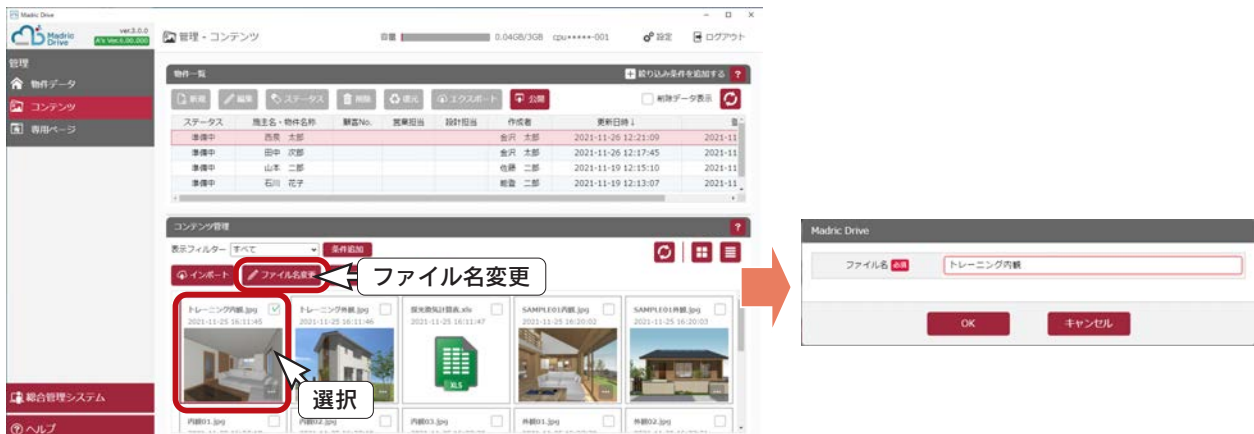 Madric Drive
Madric Drive
ver.3.0.0
A's Ver.6.00.000
管理 - コンテンツ
容量
0.04GB/3GB
cpu*****-001
設定
ログアウト
管理
物件データ
コンテンツ
専用ページ
総合管理システム
ヘルプ
物件一覧
絞り込み条件を追加する ?
新規 編集 ステータス 削除 復元 エクスポート 公開 削除データ表示
ステータス 施主名・物件名称 顧客No. 営業担当 設計担当 作成者 更新日時↓
準備中 西泉 太郎 金沢 太郎 2021-11-26 12:21:09 2021-11
準備中 田中 次郎 金沢 太郎 2021-11-26 12:17:45 2021-11
準備中 山本 二郎 佐藤 二郎 2021-11-19 12:15:10 2021-11
準備中 石川 花子 能登 二郎 2021-11-19 12:13:07 2021-11
コンテンツ管理 ?
表示フィルター すべて 条件追加
インポート ファイル名変更
ファイル名変更
トレーニング内観.jpg
2021-11-25 16:11:45
トレーニング外観.jpg
2021-11-25 16:11:46
採光換気計算表.xls
2021-11-25 16:11:47
XLS
SAMPLE01内観.jpg
2021-11-25 16:20:02
SAMPLE01外観.jpg
2021-11-25 16:20:03
選択
内観01.jpg
内観02.jpg
内観03.jpg
外観01.jpg
外観02.jpg
Madric Drive
ファイル名 必須 トレーニング内観
OK キャンセル